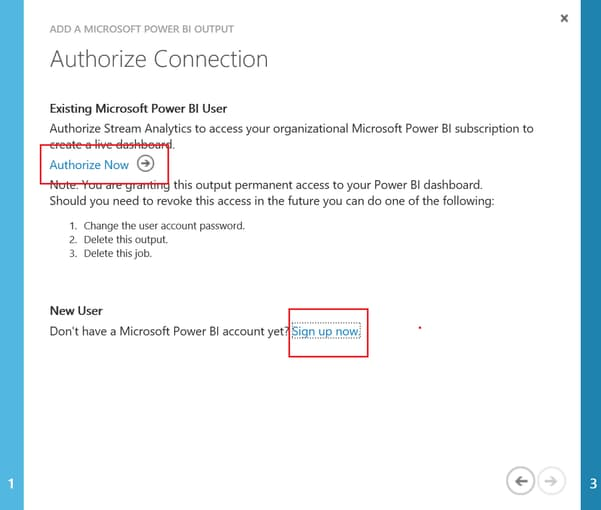 ADD A MICROSOFT POWER BI OUTPUT
Authorize Connection
Existing Microsoft Power BI User
Authorize Stream Analytics to access your organizational Microsoft Power BI subscription to
create a live dashboard.
Authorize Now
Note: You are granting this output permanent access to your Power BI dashboard.
Should you need to revoke this access in the future you can do one of the following:
1. Change the user account password.
2. Delete this output.
3. Delete this job.
New User
Don't have a Microsoft Power BI account yet? Sign up now.
1
3